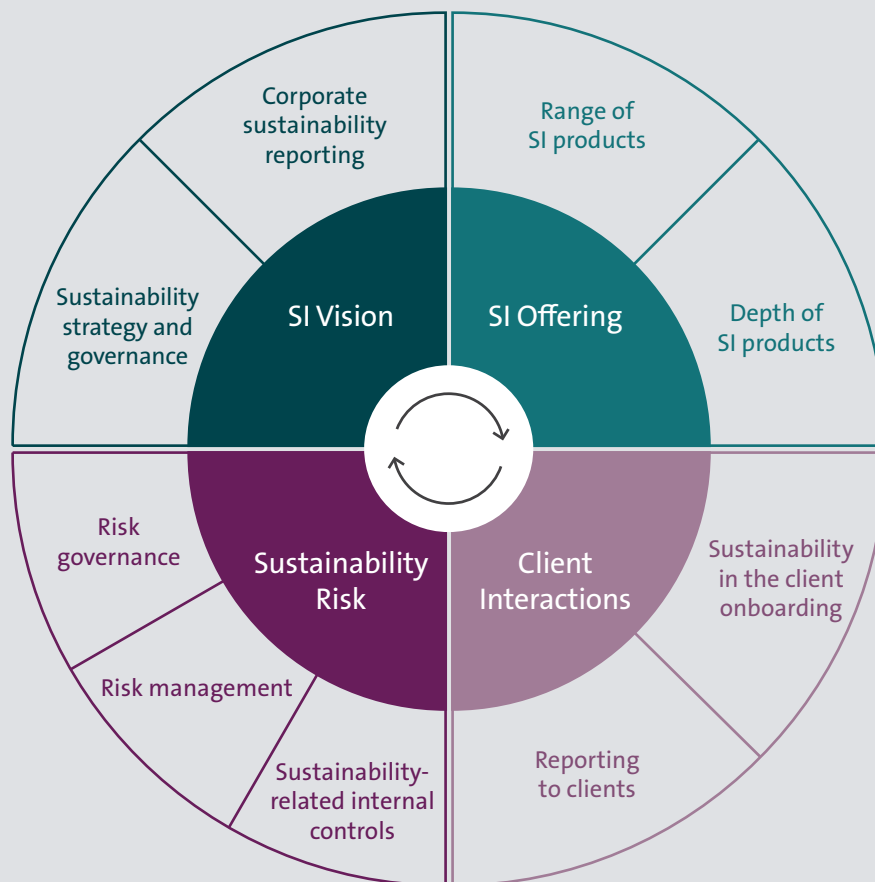 Corporate
sustainability
reporting
Range of
SI products
Sustainability
strategy and
governance
SI Vision
SI Offering
Depth of
SI products
Risk
governance
Sustainability
Risk
Client
Interactions
Sustainability
in the client
onboarding
Risk management
Sustainability-
related internal
controls
Reporting
to clients